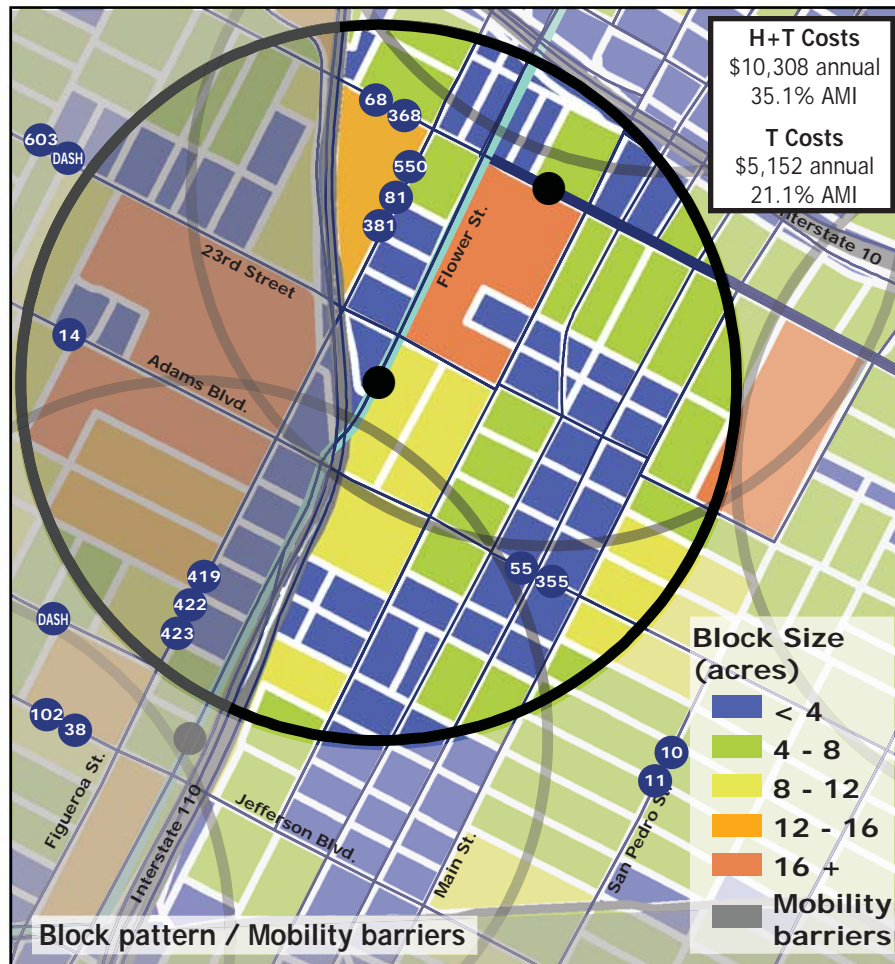 H+T Costs
$10,308 annual
35.1% AMI
T Costs
$5,152 annual
21.1% AMI
68
368
603
DASH
550
81
381
Flower St.
Interstate 10
23rd Street
14
Adams Blvd.
419
422
423
55
355
DASH
102
38
10
11
Figueroa St.
Interstate 110
Jefferson Blvd.
Main St.
San Pedro St.
Block Size
(acres)
< 4
4 - 8
8 - 12
12 - 16
16 +
Mobility
barriers
Block pattern / Mobility barriers